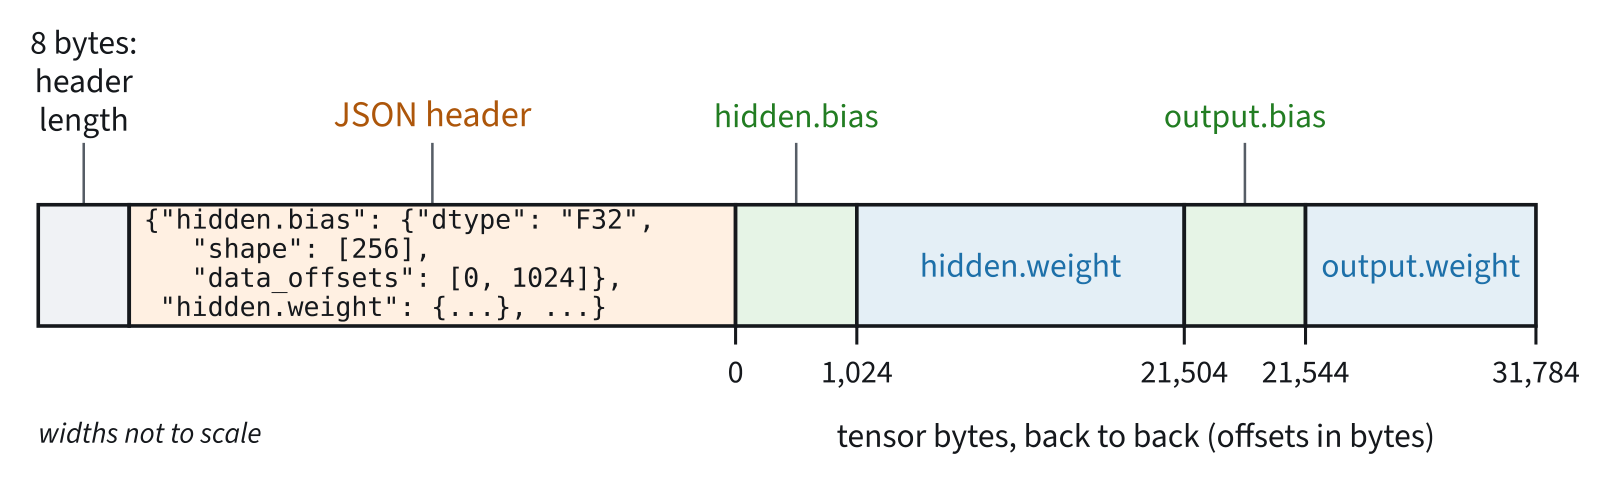 8 bytes:
header
length
JSON header
hidden.bias
output.bias
{"hidden.bias": {"dtype": "F32",
"shape": [256],
"data_offsets": [0, 1024]},
"hidden.weight": {...}, ...}
hidden.weight
output.weight
0
1,024
21,504
21,544
31,784
widths not to scale
tensor bytes, back to back (offsets in bytes)